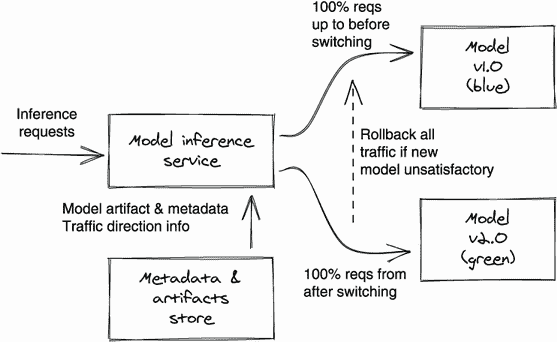 100% reqs
up to before
switching
Model
v1.0
(blue)
Inference
requests
Model inference
service
Rollback all
traffic if new
model unsatisfactory
Model artifact & metadata
Traffic direction info
Model
v2.0
(green)
100% reqs from
after switching
Metadata &
artifacts
store